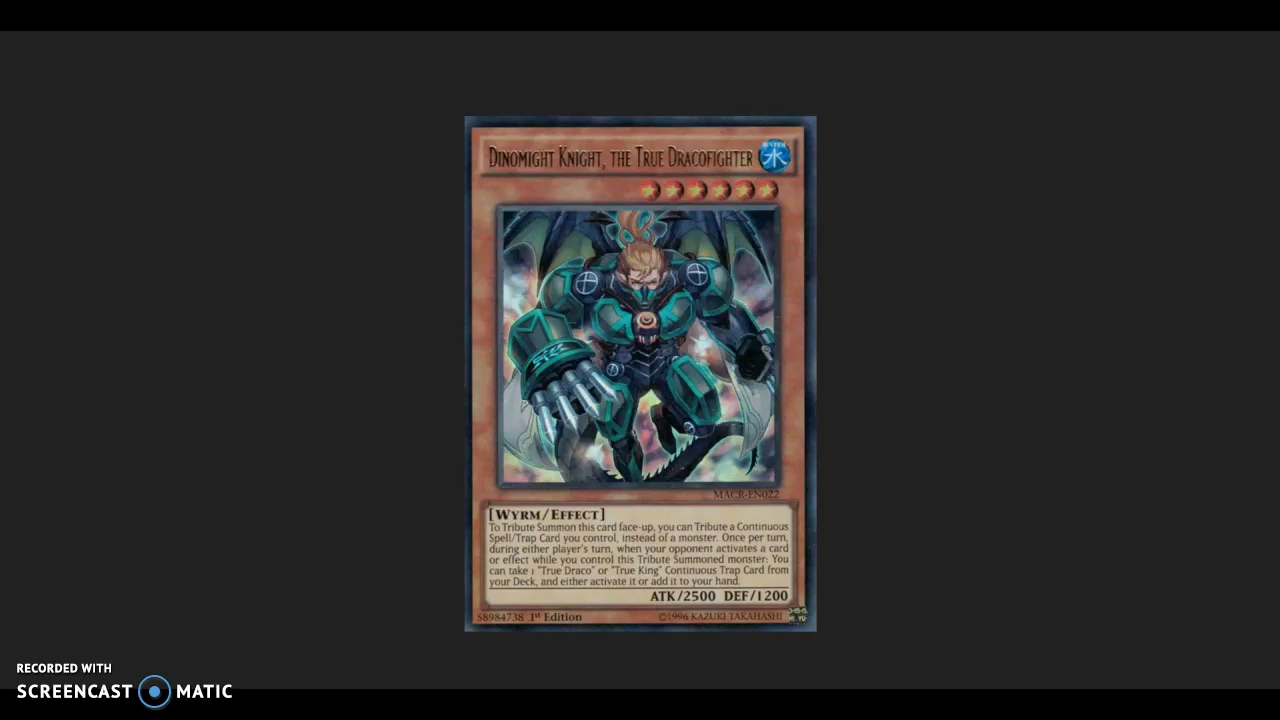 DINOMIGHT KNIGHT, THE TRUE DRACOFIGHTER
WATER
水
MACR-EN022
[WYRM/EFFECT]
To Tribute Summon this card face-up, you can Tribute a Continuous
Spell/Trap Card you control, instead of a monster. Once per turn,
during either player's turn, when your opponent activates a card
or effect while you control this Tribute Summoned monster: You
can take 1 "True Draco" or "True King" Continuous Trap Card from
your Deck, and either activate it or add it to your hand.
ATK/2500 DEF/1200
58984738 1st Edition
©1996 KAZUKI TAKAHASHI
RECORDED WITH
SCREENCAST MATIC